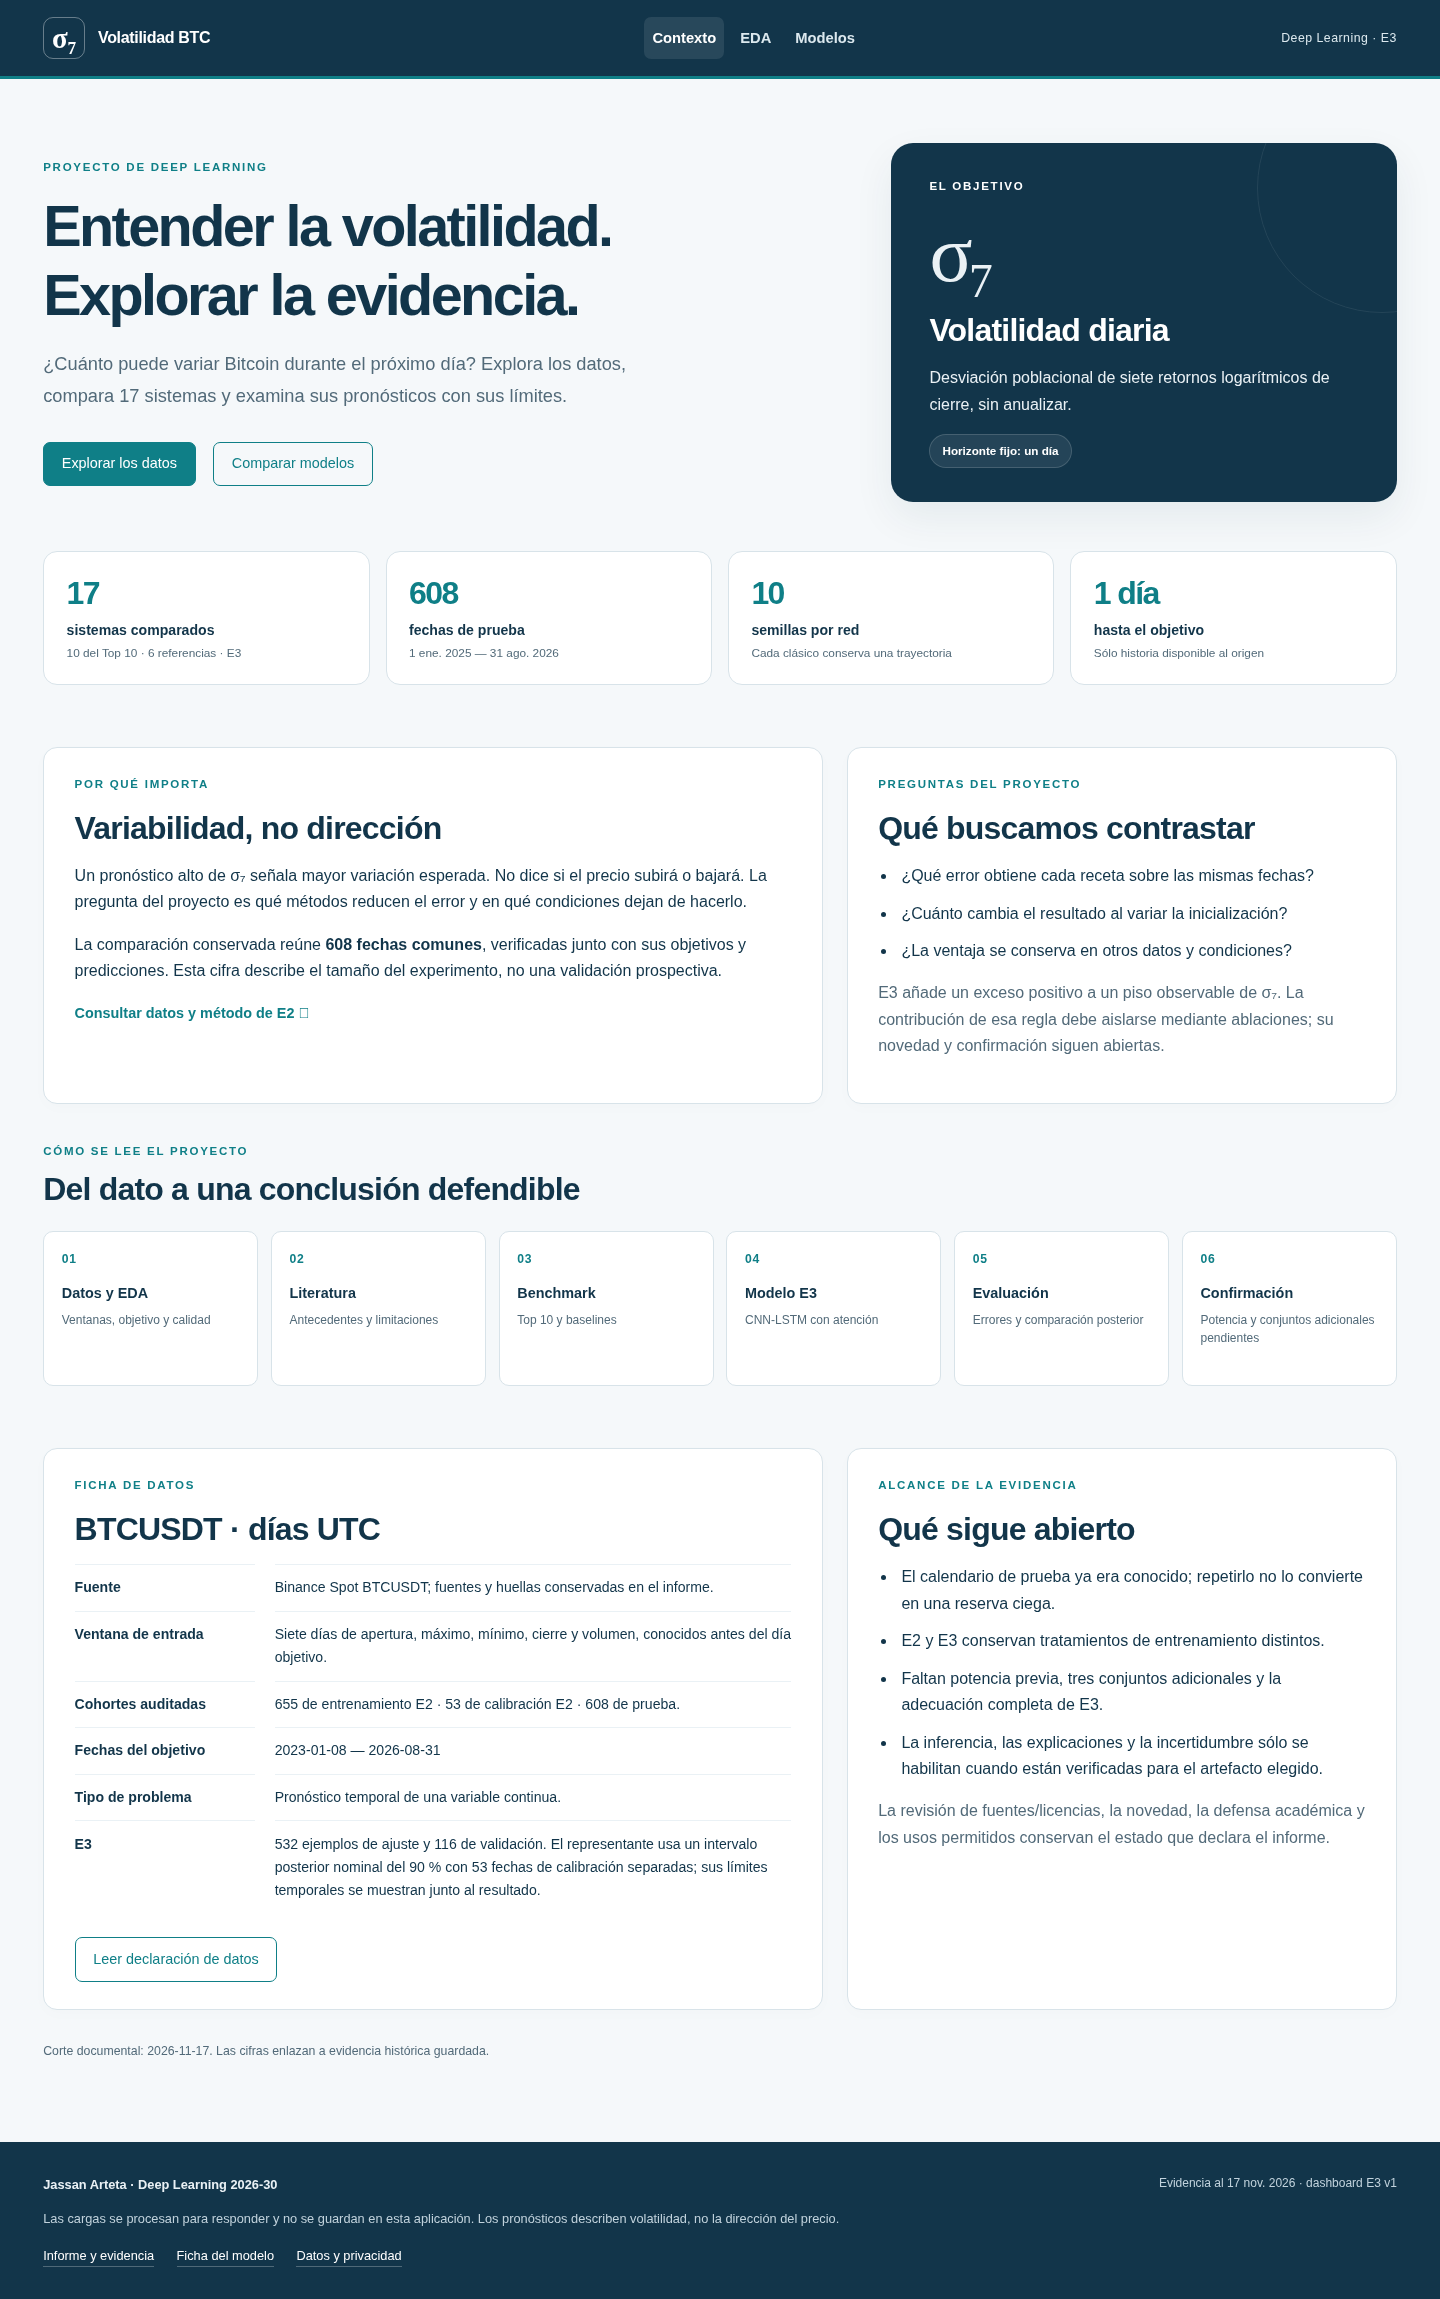 σ7 Volatilidad BTC
Contexto EDA Modelos
Deep Learning · E3
PROYECTO DE DEEP LEARNING
Entender la volatilidad.
Explorar la evidencia.
¿Cuánto puede variar Bitcoin durante el próximo día? Explora los datos,
compara 17 sistemas y examina sus pronósticos con sus límites.
Explorar los datos
Comparar modelos
EL OBJETIVO
σ7
Volatilidad diaria
Desviación poblacional de siete retornos logarítmicos de
cierre, sin anualizar.
Horizonte fijo: un día
17
sistemas comparados
10 del Top 10 · 6 referencias · E3
608
fechas de prueba
1 ene. 2025 — 31 ago. 2026
10
semillas por red
Cada clásico conserva una trayectoria
1 día
hasta el objetivo
Sólo historia disponible al origen
POR QUÉ IMPORTA
Variabilidad, no dirección
Un pronóstico alto de σ₇ señala mayor variación esperada. No dice si el precio subirá o bajará. La
pregunta del proyecto es qué métodos reducen el error y en qué condiciones dejan de hacerlo.
La comparación conservada reúne 608 fechas comunes, verificadas junto con sus objetivos y
predicciones. Esta cifra describe el tamaño del experimento, no una validación prospectiva.
Consultar datos y método de E2
PREGUNTAS DEL PROYECTO
Qué buscamos contrastar
• ¿Qué error obtiene cada receta sobre las mismas fechas?
• ¿Cuánto cambia el resultado al variar la inicialización?
• ¿La ventaja se conserva en otros datos y condiciones?
E3 añade un exceso positivo a un piso observable de σ₇. La
contribución de esa regla debe aislarse mediante ablaciones; su
novedad y confirmación siguen abiertas.
CÓMO SE LEE EL PROYECTO
Del dato a una conclusión defendible
01
Datos y EDA
Ventanas, objetivo y calidad
02
Literatura
Antecedentes y limitaciones
03
Benchmark
Top 10 y baselines
04
Modelo E3
CNN-LSTM con atención
05
Evaluación
Errores y comparación posterior
06
Confirmación
Potencia y conjuntos adicionales
pendientes
FICHA DE DATOS
BTCUSDT · días UTC
Fuente Binance Spot BTCUSDT; fuentes y huellas conservadas en el informe.
Ventana de entrada Siete días de apertura, máximo, mínimo, cierre y volumen, conocidos antes del día
objetivo.
Cohortes auditadas 655 de entrenamiento E2 · 53 de calibración E2 · 608 de prueba.
Fechas del objetivo 2023-01-08 — 2026-08-31
Tipo de problema Pronóstico temporal de una variable continua.
E3 532 ejemplos de ajuste y 116 de validación. El representante usa un intervalo
posterior nominal del 90 % con 53 fechas de calibración separadas; sus límites
temporales se muestran junto al resultado.
Leer declaración de datos
ALCANCE DE LA EVIDENCIA
Qué sigue abierto
• El calendario de prueba ya era conocido; repetirlo no lo convierte
en una reserva ciega.
• E2 y E3 conservan tratamientos de entrenamiento distintos.
• Faltan potencia previa, tres conjuntos adicionales y la
adecuación completa de E3.
• La inferencia, las explicaciones y la incertidumbre sólo se
habilitan cuando están verificadas para el artefacto elegido.
La revisión de fuentes/licencias, la novedad, la defensa académica y
los usos permitidos conservan el estado que declara el informe.
Corte documental: 2026-11-17. Las cifras enlazan a evidencia histórica guardada.
Jassan Arteta · Deep Learning 2026-30
Evidencia al 17 nov. 2026 · dashboard E3 v1
Las cargas se procesan para responder y no se guardan en esta aplicación. Los pronósticos describen volatilidad, no la dirección del precio.
Informe y evidencia Ficha del modelo Datos y privacidad